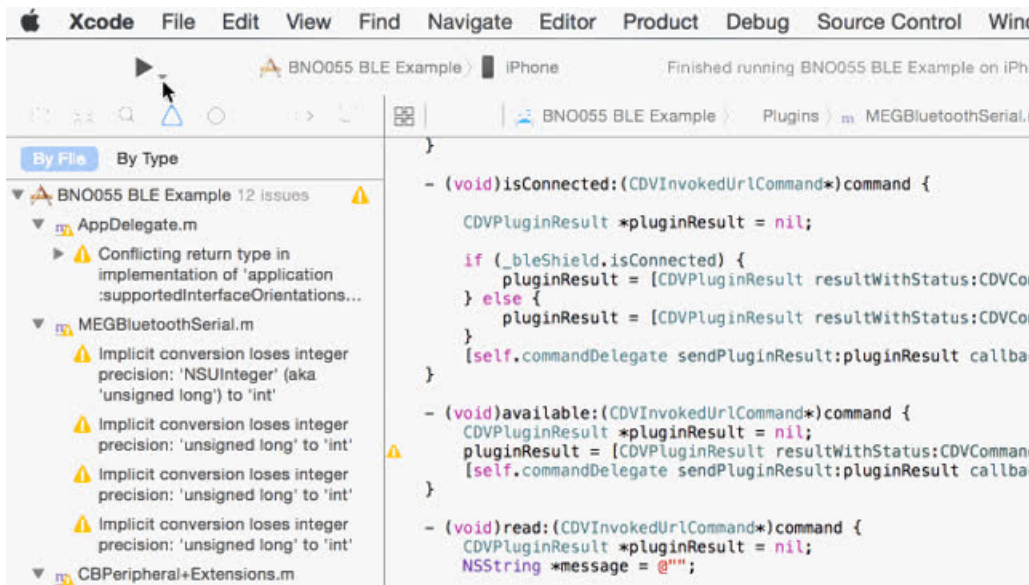 Xcode File Edit View Find Navigate Editor Product Debug Source Control Wind
BNO055 BLE Example iPhone Finished running BNO055 BLE Example on iPh
BNO055 BLE Example Plugins m MEGBluetoothSerial.
By File By Type
BNO055 BLE Example 12 issues
AppDelegate.m
Conflicting return type in
implementation of 'application
:supportedInterfaceOrientations...
MEGBluetoothSerial.m
Implicit conversion loses integer
precision: 'NSUInteger' (aka
'unsigned long') to 'int'
Implicit conversion loses integer
precision: 'unsigned long' to 'int'
Implicit conversion loses integer
precision: 'unsigned long' to 'int'
Implicit conversion loses integer
precision: 'unsigned long' to 'int'
CBPeripheral+Extensions.m
}
- (void)isConnected:(CDVInvokedUrlCommand*)command {
CDVPluginResult *pluginResult = nil;
if (_bleShield.isConnected) {
pluginResult = [CDVPluginResult resultWithStatus:CDVCo
} else {
pluginResult = [CDVPluginResult resultWithStatus:CDVCo
}
[self.commandDelegate sendPluginResult:pluginResult callba
}
- (void)available:(CDVInvokedUrlCommand*)command {
CDVPluginResult *pluginResult = nil;
pluginResult = [CDVPluginResult resultWithStatus:CDVComman
[self.commandDelegate sendPluginResult:pluginResult callba
}
- (void)read:(CDVInvokedUrlCommand*)command {
CDVPluginResult *pluginResult = nil;
NSString *message = @"";